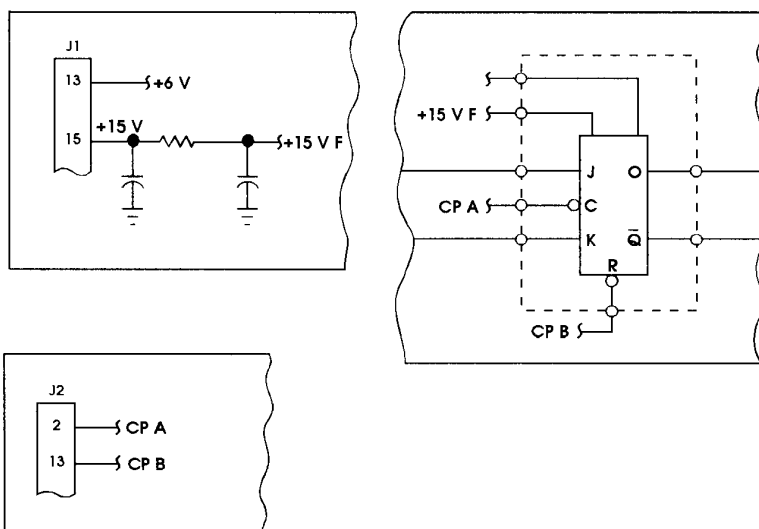 J1
13
+6 V
15
+15 V
+15 V F
+15 V F
J
O
CP A
C
K
Q̅
R
CP B
J2
2
CP A
13
CP B